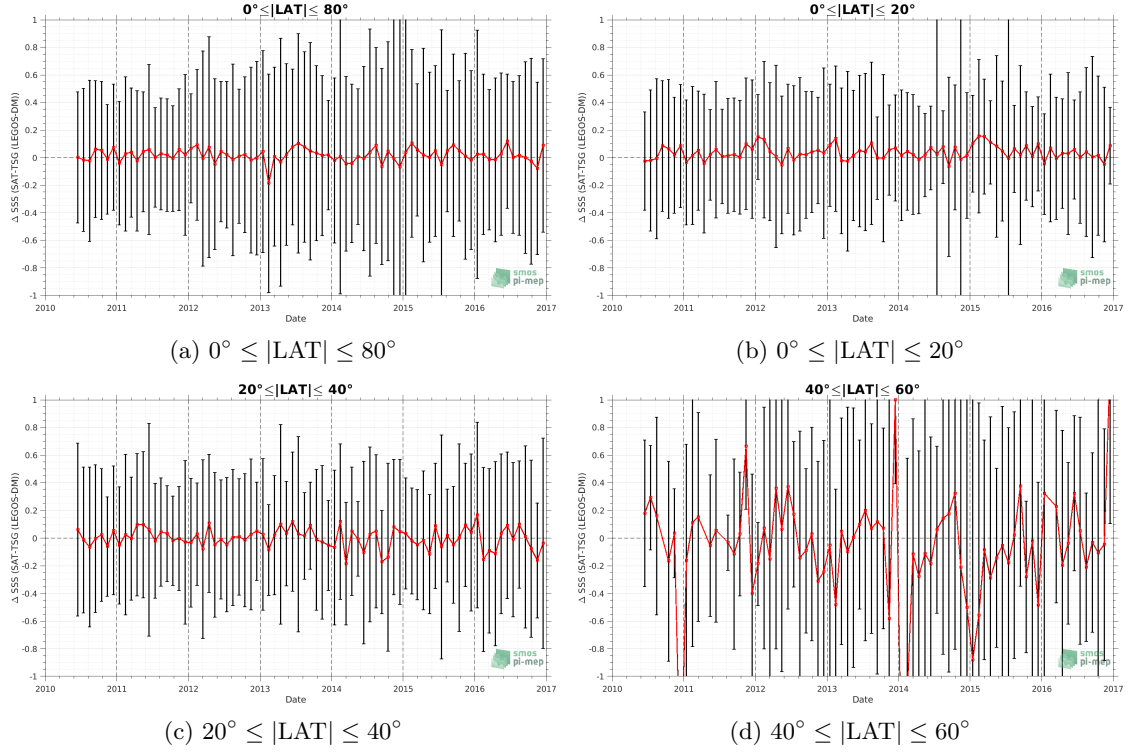 0°≤|LAT|≤ 80°
Δ SSS (SAT-TSG (LEGOS-DM))
1
0.8
0.6
0.4
0.2
0
-0.2
-0.4
-0.6
-0.8
-1
2010 2011 2012 2013 2014 2015 2016 2017
Date
smos
pi-mep
(a) 0° ≤ |LAT| ≤ 80°
0°≤|LAT|≤ 20°
Δ SSS (SAT-TSG (LEGOS-DM))
1
0.8
0.6
0.4
0.2
0
-0.2
-0.4
-0.6
-0.8
-1
2010 2011 2012 2013 2014 2015 2016 2017
Date
smos
pi-mep
(b) 0° ≤ |LAT| ≤ 20°
20°≤|LAT|≤ 40°
Δ SSS (SAT-TSG (LEGOS-DM))
1
0.8
0.6
0.4
0.2
0
-0.2
-0.4
-0.6
-0.8
-1
2010 2011 2012 2013 2014 2015 2016 2017
Date
smos
pi-mep
(c) 20° ≤ |LAT| ≤ 40°
40°≤|LAT|≤ 60°
Δ SSS (SAT-TSG (LEGOS-DM))
1
0.8
0.6
0.4
0.2
0
-0.2
-0.4
-0.6
-0.8
-1
2010 2011 2012 2013 2014 2015 2016 2017
Date
smos
pi-mep
(d) 40° ≤ |LAT| ≤ 60°